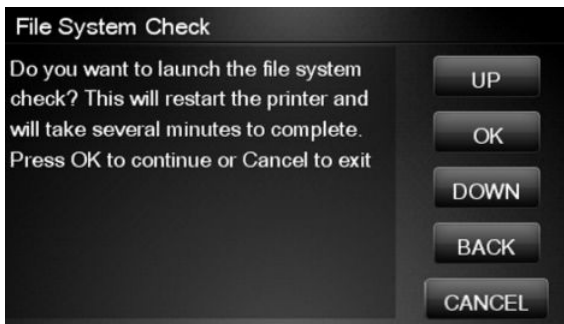 File System Check
Do you want to launch the file system
check? This will restart the printer and
will take several minutes to complete.
Press OK to continue or Cancel to exit
UP
OK
DOWN
BACK
CANCEL